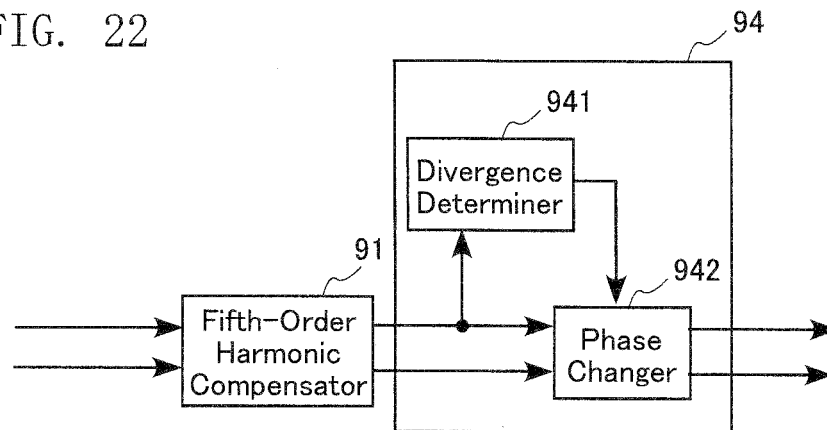 FIG. 22
94
941
Divergence
Determiner
91
942
Fifth-Order
Harmonic
Compensator
Phase
Changer